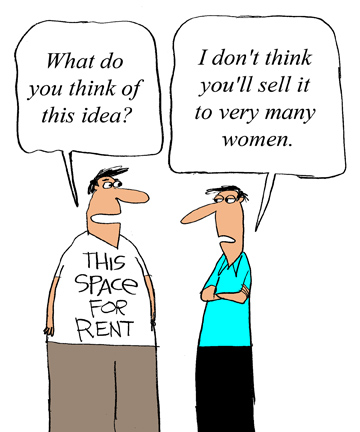 What do
you think of
this idea?
I don't think
you'll sell it
to very many
women.
THIS
SPACE
FOR
RENT